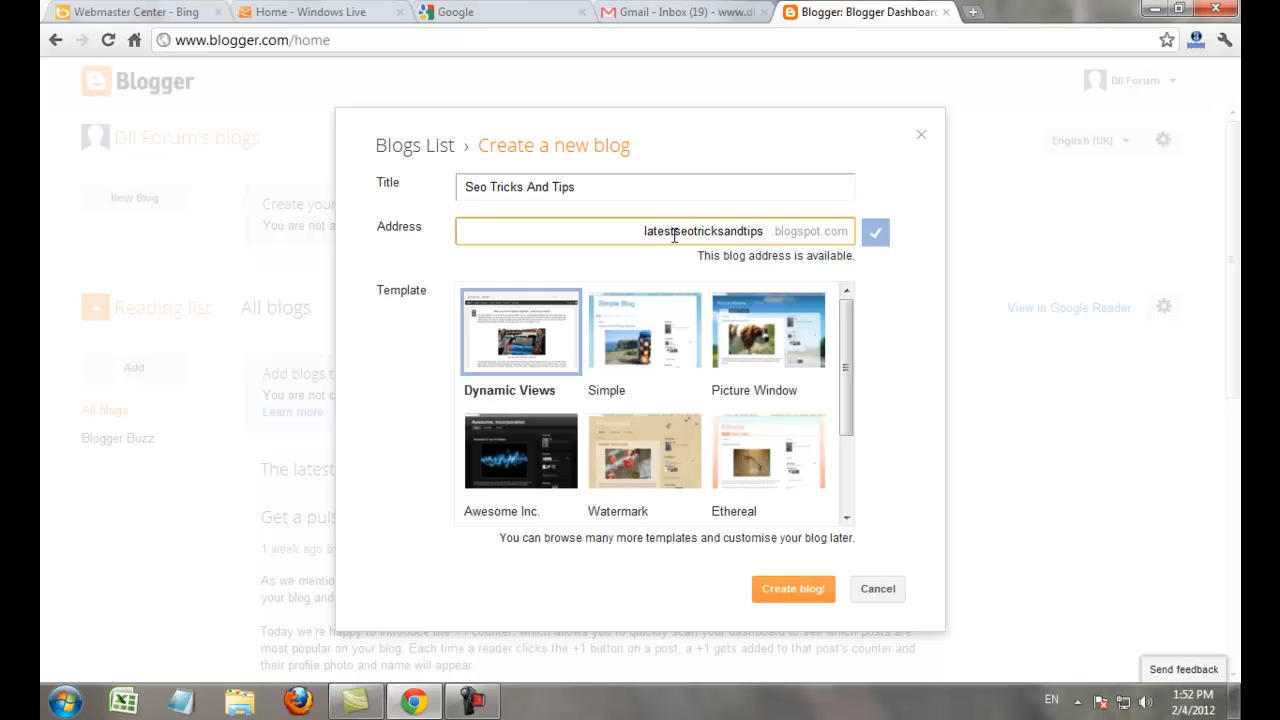 Webmaster Center - Bing
Home - Windows Live
Google
Gmail - Inbox (19) - www.dl
Blogger: Blogger Dashboard
www.blogger.com/home
Blogger
Dll Forum
Dll Forum's blogs
English (UK)
New Blog
Create your
You are not a
Blogs List › Create a new blog
Title
Seo Tricks And Tips
Address
latestseotricksandtips .blogspot.com
This blog address is available.
Template
Dynamic Views
Simple
Picture Window
Awesome Inc.
Watermark
Ethereal
You can browse many more templates and customise your blog later.
Create blog!
Cancel
Reading list
All blogs
View in Google Reader
Add
Add blogs t
You are not c
Learn more
All blogs
Blogger Buzz
The latest
Get a puls
1 week ago by
As we mentio
your blog and
Today we're happy to introduce the +1 counter, which allows you to quickly scan your dashboard to see which posts are
most popular on your blog. Each time a reader clicks the +1 button on a post, a +1 gets added to that post's counter and
their profile photo and name will appear.
Send feedback
EN
1:52 PM
2/4/2012